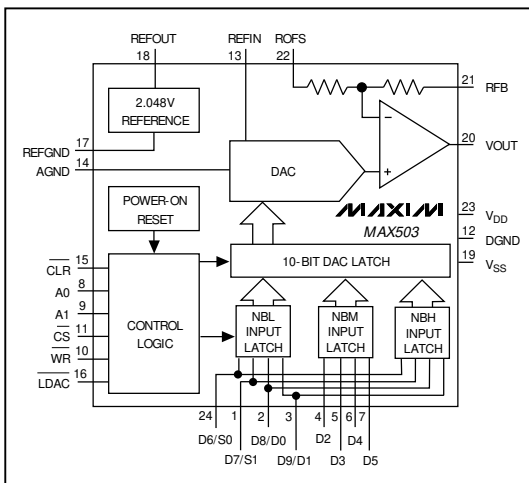 REFOUT
REFIN
ROFS
18
13
22
21
RFB
2.048V
REFERENCE
17
REFGND
14
AGND
DAC
−
+
20
VOUT
POWER-ON
RESET
MAXIM
MAX503
23
VDD
12
DGND
19
VSS
10-BIT DAC LATCH
15
CLR
8
A0
9
A1
11
CS
10
WR
16
LDAC
CONTROL
LOGIC
NBL
INPUT
LATCH
NBM
INPUT
LATCH
NBH
INPUT
LATCH
24
1
2
3
4
5
6
7
D6/S0
D8/D0
D2
D4
D7/S1
D9/D1
D3
D5